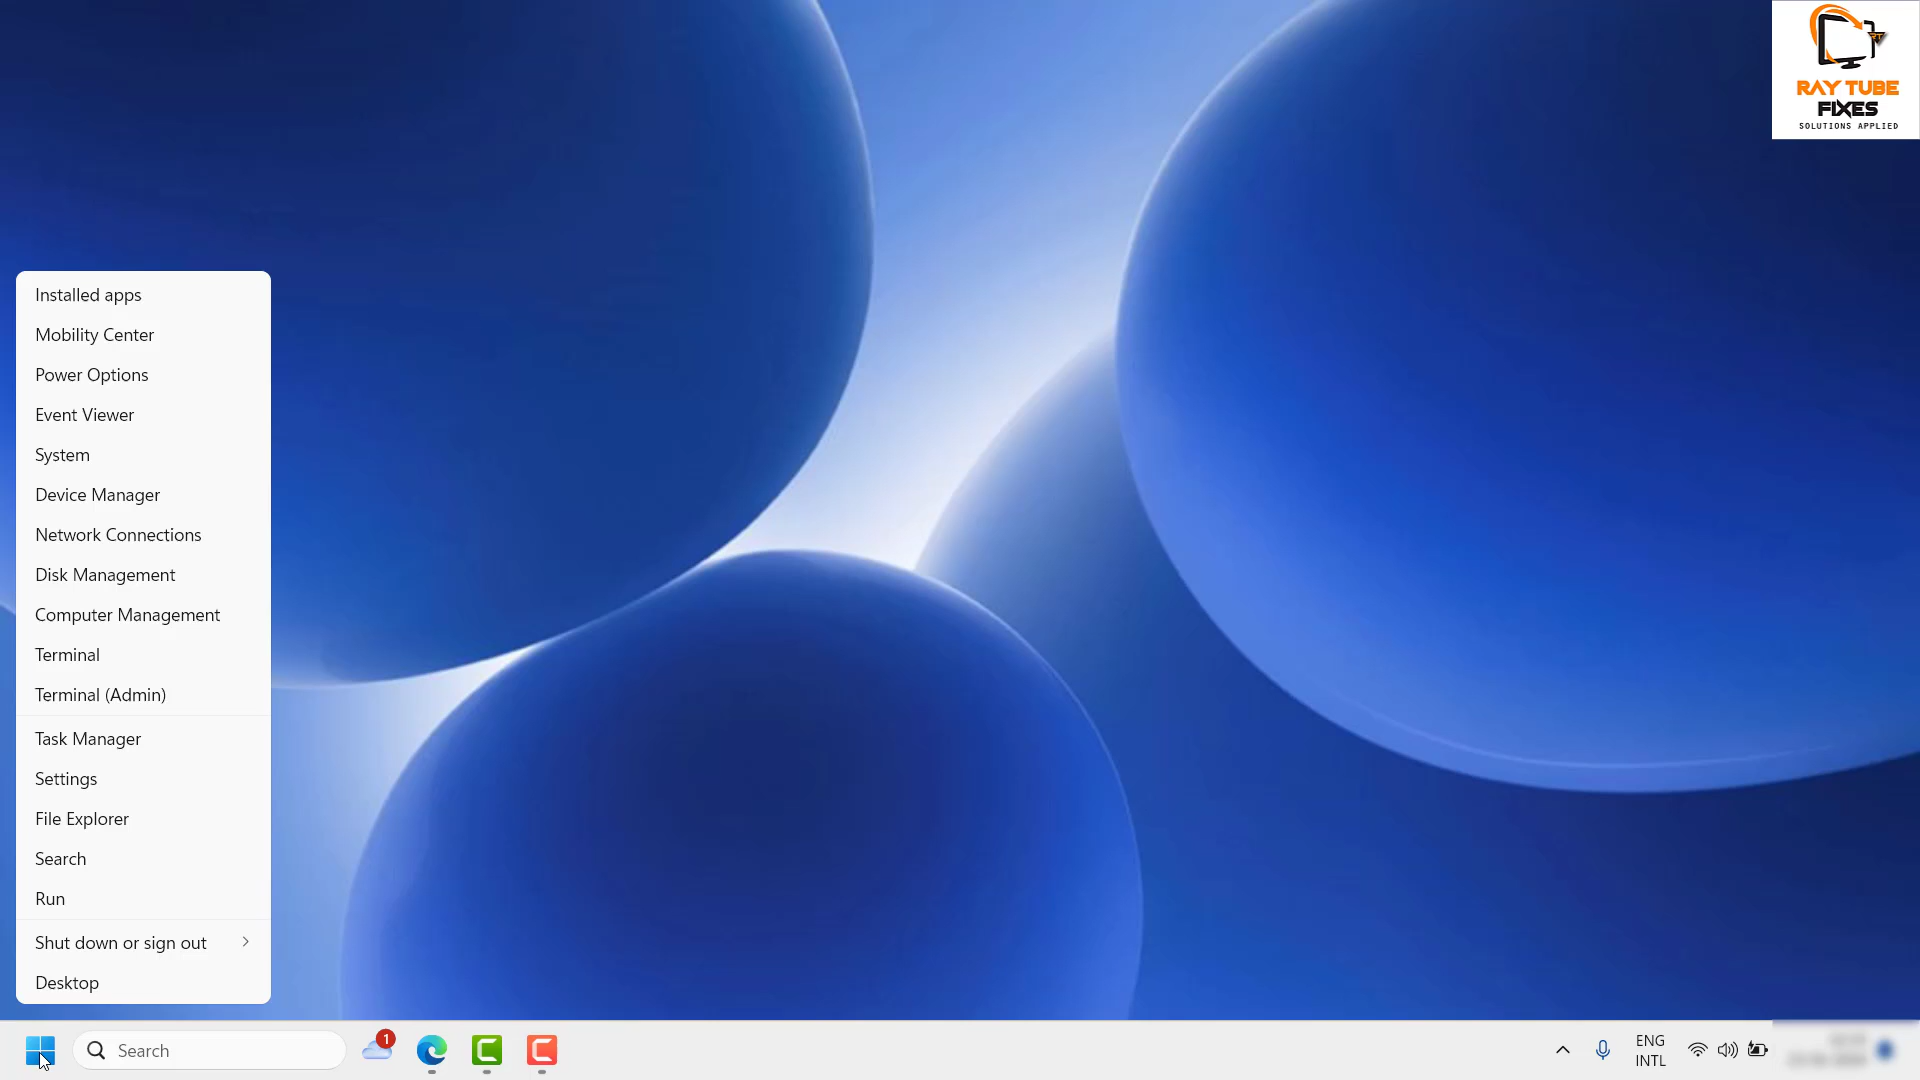 RAY TUBE
FIXES
SOLUTIONS APPLIED
Installed apps
Mobility Center
Power Options
Event Viewer
System
Device Manager
Network Connections
Disk Management
Computer Management
Terminal
Terminal (Admin)
Task Manager
Settings
File Explorer
Search
Run
Shut down or sign out
Desktop
Search
1
ENG
INTL